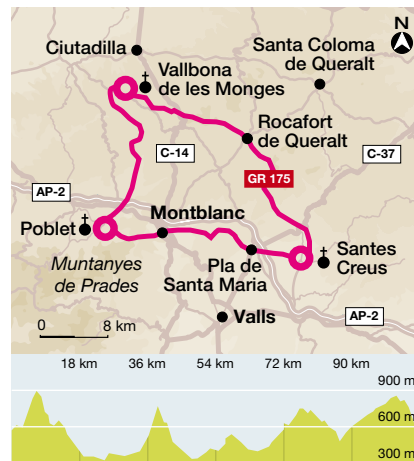 N
Ciutadilla
Santa Coloma
de Queralt
Vallbona
de les Monges
Rocafort
de Queralt
C-14
C-37
GR 175
AP-2
Poblet
Montblanc
Muntanyes
de Prades
Pla de
Santa Maria
Santes
Creus
0 8 km
Valls
AP-2
18 km 36 km 54 km 72 km 90 km
900 m
600 m
300 m